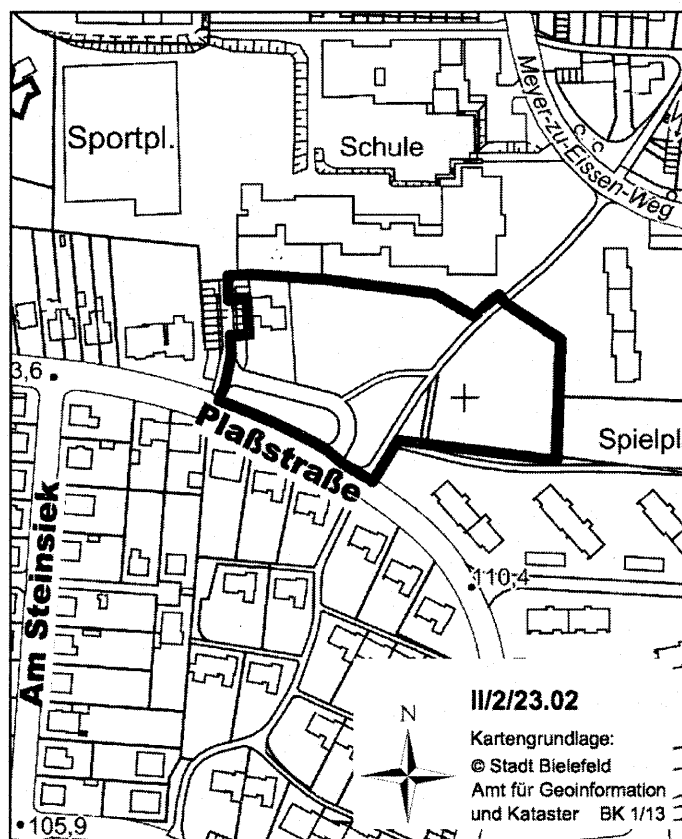 Sportpl.
Schule
Meyer-zu-Eissen-Weg
3,6
Plaßstraße
Spielpl
Am Steinsiek
110,4
N
II/2/23.02
Kartengrundlage:
© Stadt Bielefeld
Amt für Geoinformation
und Kataster BK 1/13
105,9